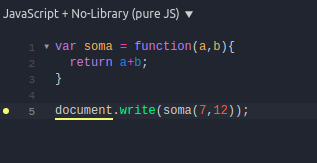 JavaScript + No-Library (pure JS) ▼
1 ▼ var soma = function(a,b){
2 return a+b;
3 }
4
5 document.write(soma(7,12));